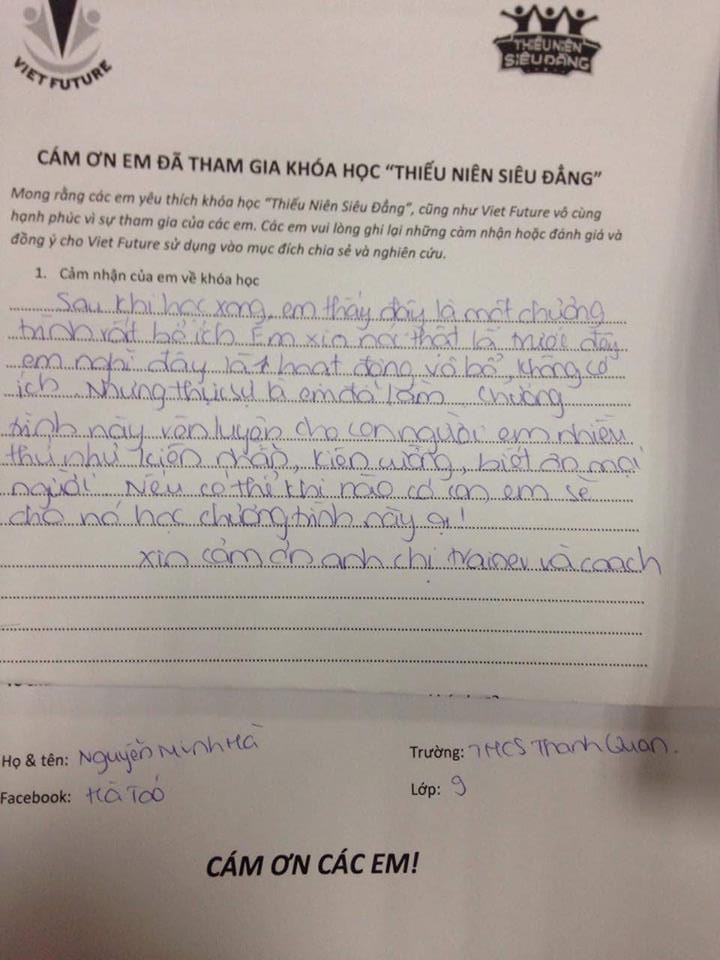 VIET FUTURE
THIẾU NIÊN
SIÊU ĐẲNG
CÁM ƠN EM ĐÃ THAM GIA KHÓA HỌC “THIẾU NIÊN SIÊU ĐẲNG”
Mong rằng các em yêu thích khóa học “Thiếu Niên Siêu Đẳng”, cũng như Viet Future vô cùng
hạnh phúc vì sự tham gia của các em. Các em vui lòng ghi lại những cảm nhận hoặc đánh giá và
đồng ý cho Viet Future sử dụng vào mục đích chia sẻ và nghiên cứu.
1. Cảm nhận của em về khóa học
Sau khi học xong, em thấy đây là một chương
trình rất bổ ích. Em xin nói thật là trước đây
em nghĩ đây là 1 hoạt động vô bổ, không có
ích. Nhưng thực sự là em đã lầm. Chương
trình này rèn luyện cho con người em nhiều
thứ như kiên nhẫn, kiên cường, biết ơn mọi
người. Nếu có thể khi nào có con em sẽ
cho nó học chương trình này ạ!
xin cảm ơn anh chị trainer và coach
Họ & tên: Nguyễn Minh Hà
Trường: THCS Thanh Quan.
Facebook: Hà Toó
Lớp: 9
CÁM ƠN CÁC EM!